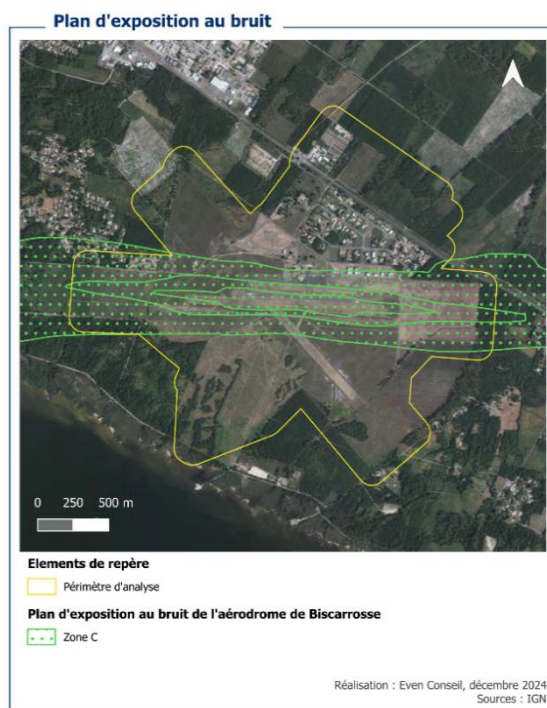 Plan d'exposition au bruit
0 250 500 m
Elements de repère
Périmètre d'analyse
Plan d'exposition au bruit de l'aérodrome de Biscarrosse
Zone C
Réalisation : Even Conseil, décembre 2024
Sources : IGN